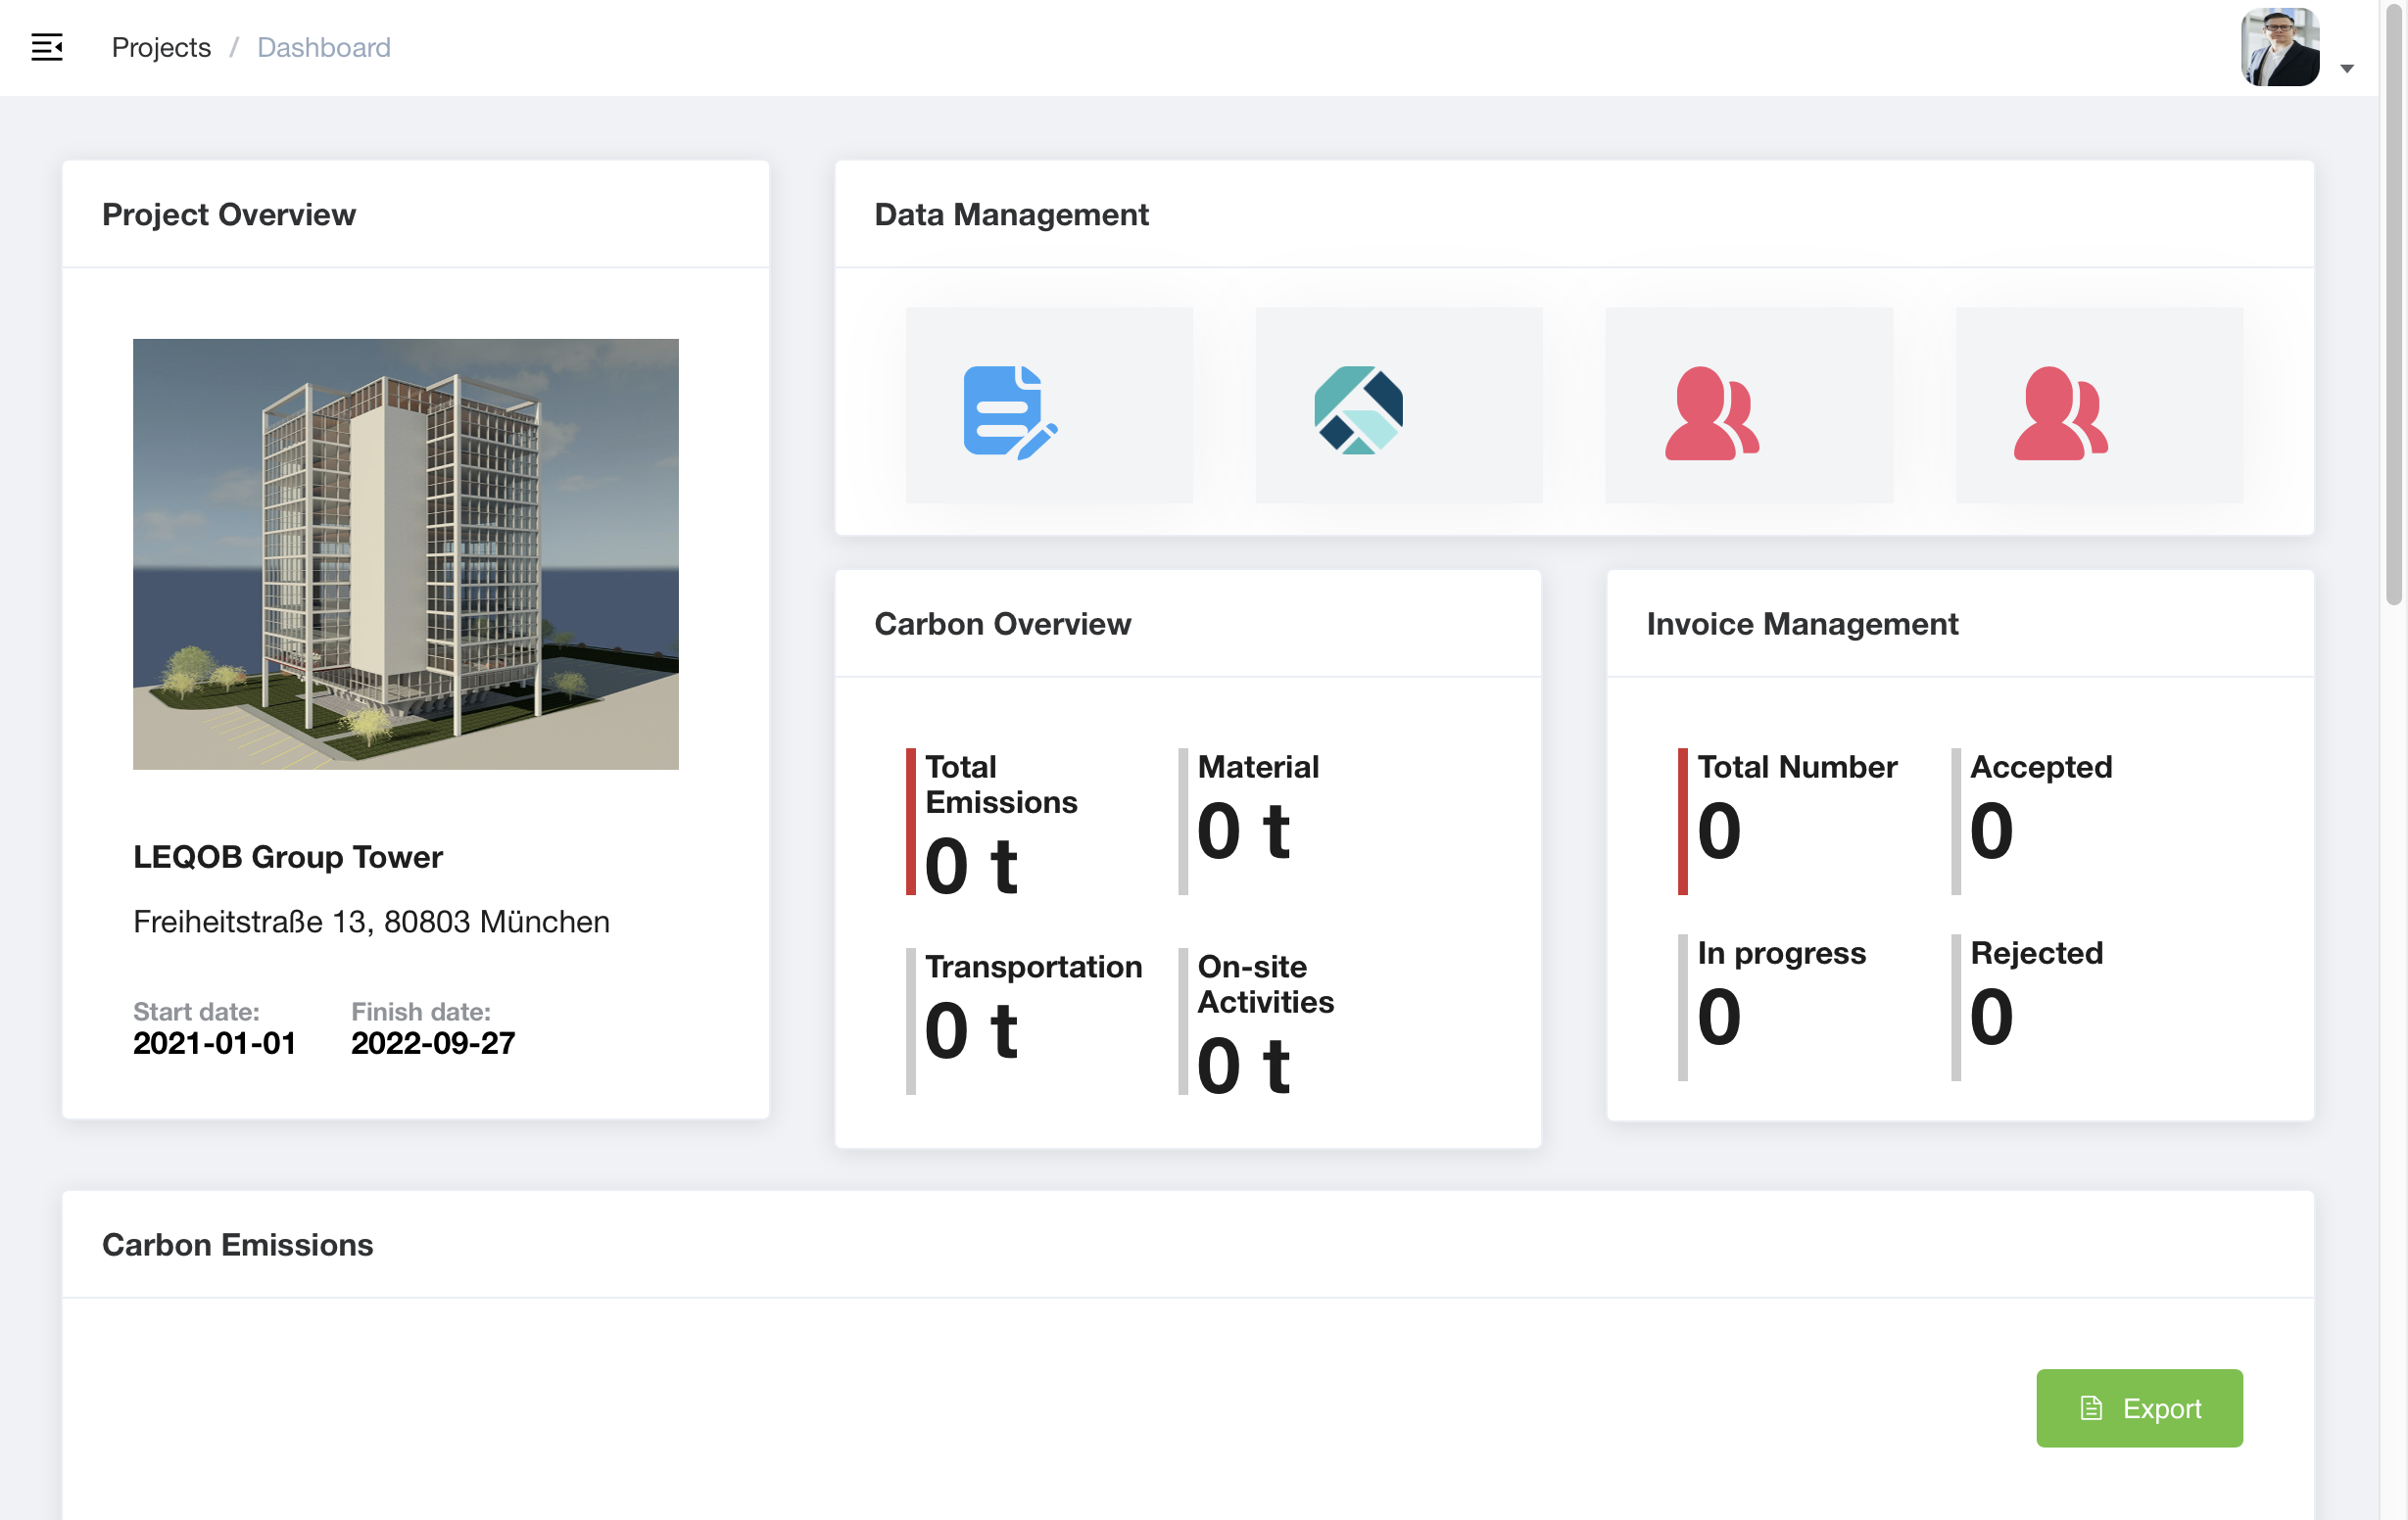 Projects / Dashboard
Project Overview
LEQOB Group Tower
Freiheitstraße 13, 80803 München
Start date:
2021-01-01
Finish date:
2022-09-27
Data Management
Carbon Overview
Total
Emissions
0 t
Material
0 t
Transportation
0 t
On-site
Activities
0 t
Invoice Management
Total Number
0
Accepted
0
In progress
0
Rejected
0
Carbon Emissions
Export